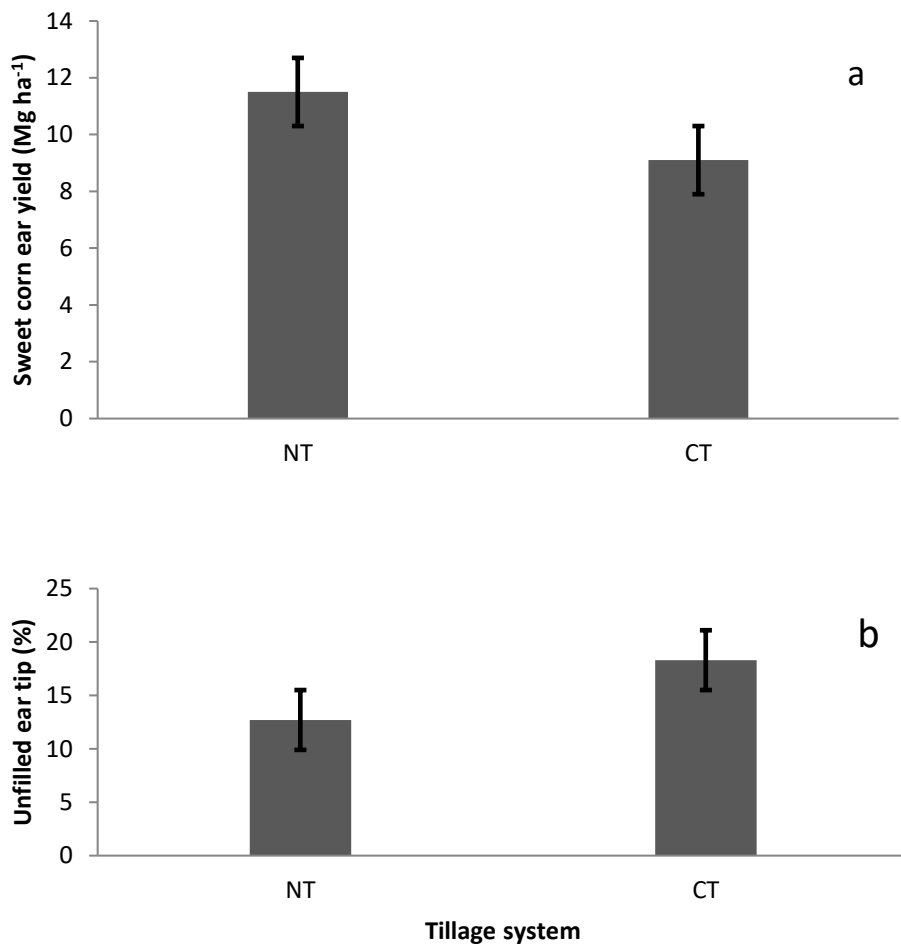 Sweet corn ear yield (Mg ha⁻¹)
14
12
10
8
6
4
2
0
a
NT CT
Unfilled ear tip (%)
25
20
15
10
5
0
b
NT CT
Tillage system